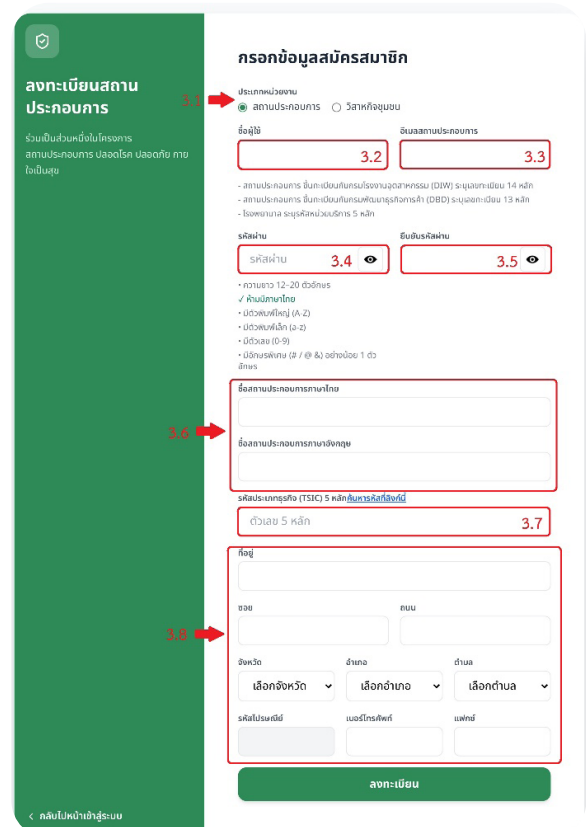 ลงทะเบียนสถาน
ประกอบการ
ร่วมเป็นส่วนหนึ่งในโครงการ
สถานประกอบการ ปลอดโรค ปลอดภัย กาย
ใจเป็นสุข
กรอกข้อมูลสมัครสมาชิก
ประเภทหน่วยงาน
3.1
สถานประกอบการ วิสาหกิจชุมชน
ชื่อผู้ใช้ อีเมลสถานประกอบการ
3.2 3.3
- สถานประกอบการ ขึ้นทะเบียนกับกรมโรงงานอุตสาหกรรม (DIW) ระบุเลขทะเบียน 14 หลัก
- สถานประกอบการ ขึ้นทะเบียนกับกรมพัฒนาธุรกิจการค้า (DBD) ระบุเลขทะเบียน 13 หลัก
- โรงพยาบาล ระบุรหัสหน่วยบริการ 5 หลัก
รหัสผ่าน ยืนยันรหัสผ่าน
รหัสผ่าน 3.4 3.5
• ความยาว 12–20 ตัวอักษร
✓ ห้ามมีภาษาไทย
• มีตัวพิมพ์ใหญ่ (A-Z)
• มีตัวพิมพ์เล็ก (a-z)
• มีตัวเลข (0-9)
• มีอักษรพิเศษ (# / @ &) อย่างน้อย 1 ตัว
อักษร
ชื่อสถานประกอบการภาษาไทย
3.6
ชื่อสถานประกอบการภาษาอังกฤษ
รหัสประเภทธุรกิจ (TSIC) 5 หลักค้นหารหัสที่ลิงก์นี้
ตัวเลข 5 หลัก 3.7
ที่อยู่
ซอย ถนน
3.8
จังหวัด อำเภอ ตำบล
เลือกจังหวัด เลือกอำเภอ เลือกตำบล
รหัสไปรษณีย์ เบอร์โทรศัพท์ แฟกซ์
ลงทะเบียน
กลับไปหน้าเข้าสู่ระบบ